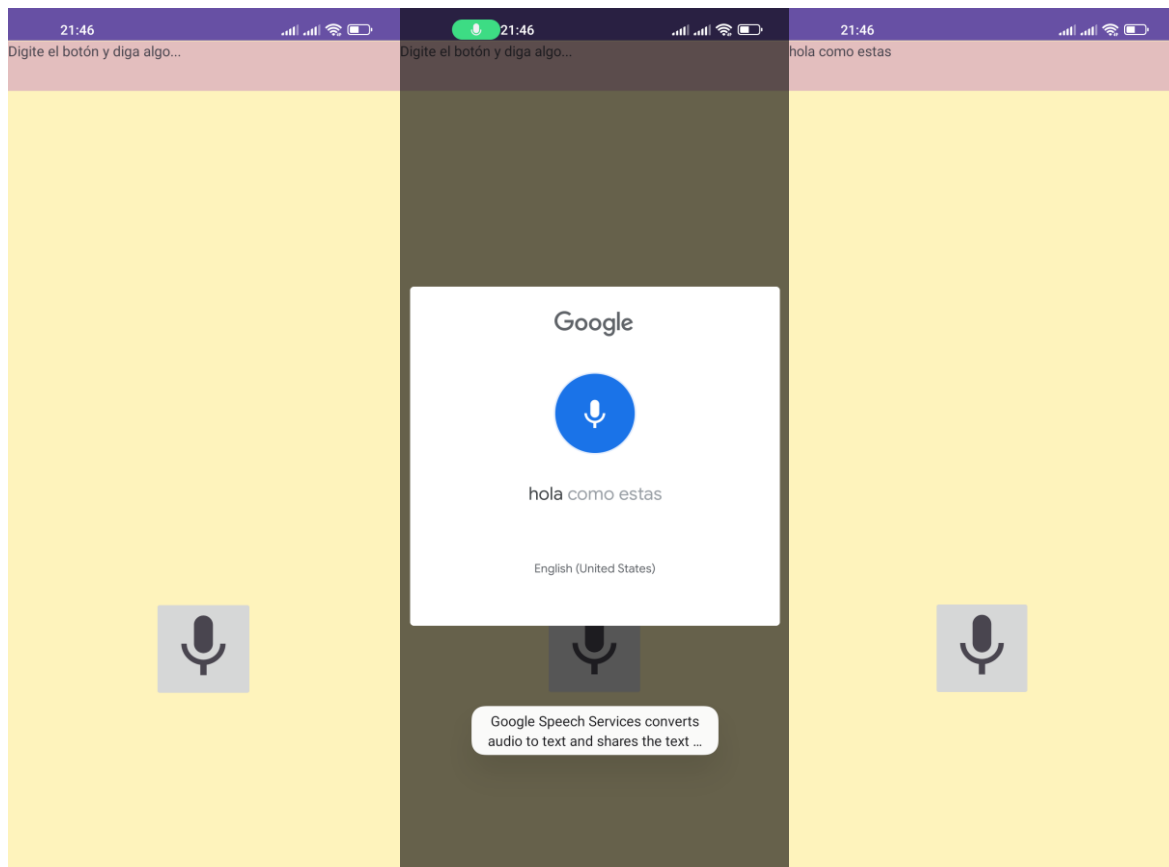 21:46
Digite el botón y diga algo...
21:46
Digite el botón y diga algo...
Google
hola como estas
English (United States)
Google Speech Services converts
audio to text and shares the text ...
21:46
hola como estas